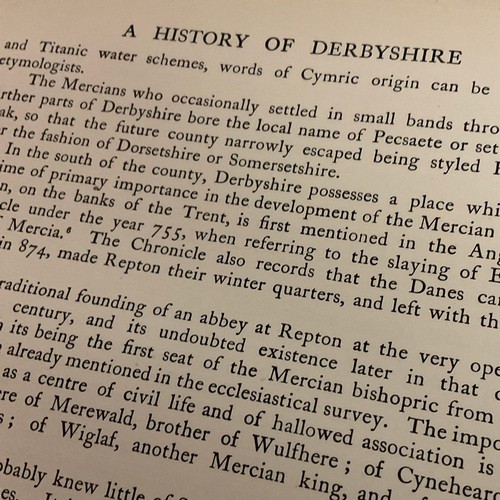 A HISTORY OF DERBYSHIRE
and Titanic water schemes, words of Cymric origin can be
etymologists.
The Mercians who occasionally settled in small bands thro
rther parts of Derbyshire bore the local name of Pecsaete or set
ak, so that the future county narrowly escaped being styled
r the fashion of Dorsetshire or Somersetshire.
In the south of the county, Derbyshire possesses a place whi
ime of primary importance in the development of the Mercian
n, on the banks of the Trent, is first mentioned in the Ang
cle under the year 755, when referring to the slaying of E
f Mercia.⁶ The Chronicle also records that the Danes ca
in 874, made Repton their winter quarters, and left with th
raditional founding of an abbey at Repton at the very ope
century, and its undoubted existence later in that c
its being the first seat of the Mercian bishopric from
already mentioned in the ecclesiastical survey. The impo
as a centre of civil life and of hallowed association is
ere of Merewald, brother of Wulfhere; of Cyneheard
s; of Wiglaf, another Mercian king, and
obably knew little of
es.